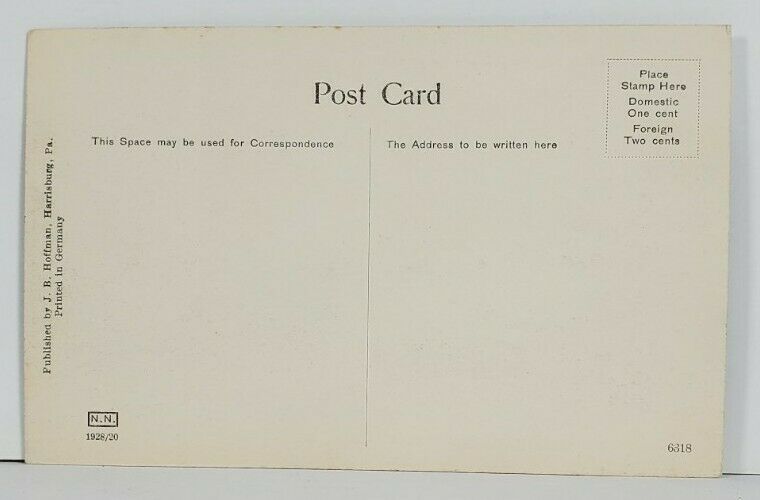 Post Card
Place
Stamp Here
Domestic
One cent
Foreign
Two cents
This Space may be used for Correspondence
The Address to be written here
Published by J. B. Hoffman, Harrisburg, Pa.
Printed in Germany
N.N.
1928/20
6318